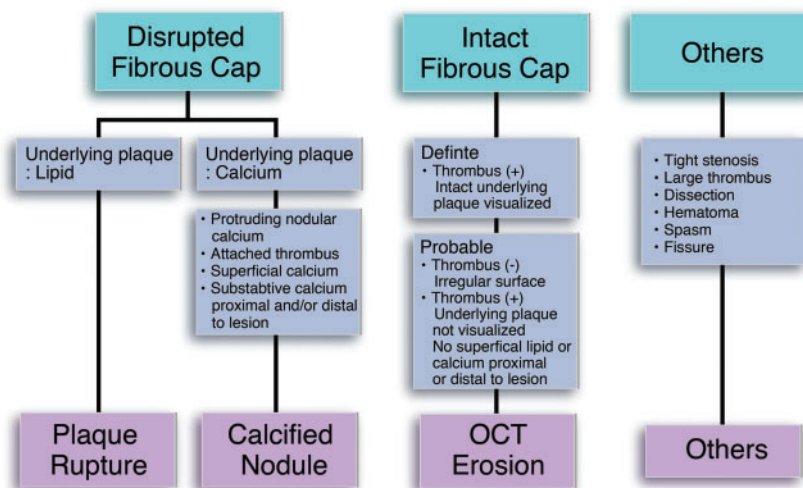 Disrupted
Fibrous Cap
Underlying plaque
: Lipid
Plaque
Rupture
Underlying plaque
: Calcium
• Protruding nodular
calcium
• Attached thrombus
• Superficial calcium
• Substabtive calcium
proximal and/or distal
to lesion
Calcified
Nodule
Intact
Fibrous Cap
Definte
• Thrombus (+)
Intact underlying
plaque visualized
Probable
• Thrombus (-)
Irregular surface
• Thrombus (+)
Underlying plaque
not visualized
No superfical lipid or
calcium proximal
or distal to lesion
OCT
Erosion
Others
• Tight stenosis
• Large thrombus
• Dissection
• Hematoma
• Spasm
• Fissure
Others